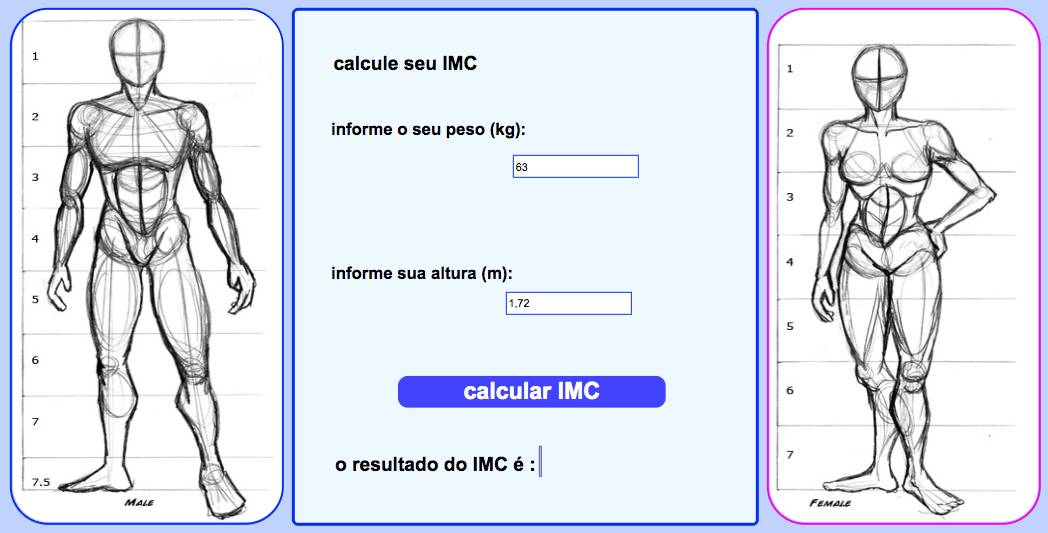 1
2
3
4
5
6
7
7.5
MALE
calcule seu IMC
informe o seu peso (kg):
63
informe sua altura (m):
1,72
calcular IMC
o resultado do IMC é :
1
2
3
4
5
6
7
FEMALE